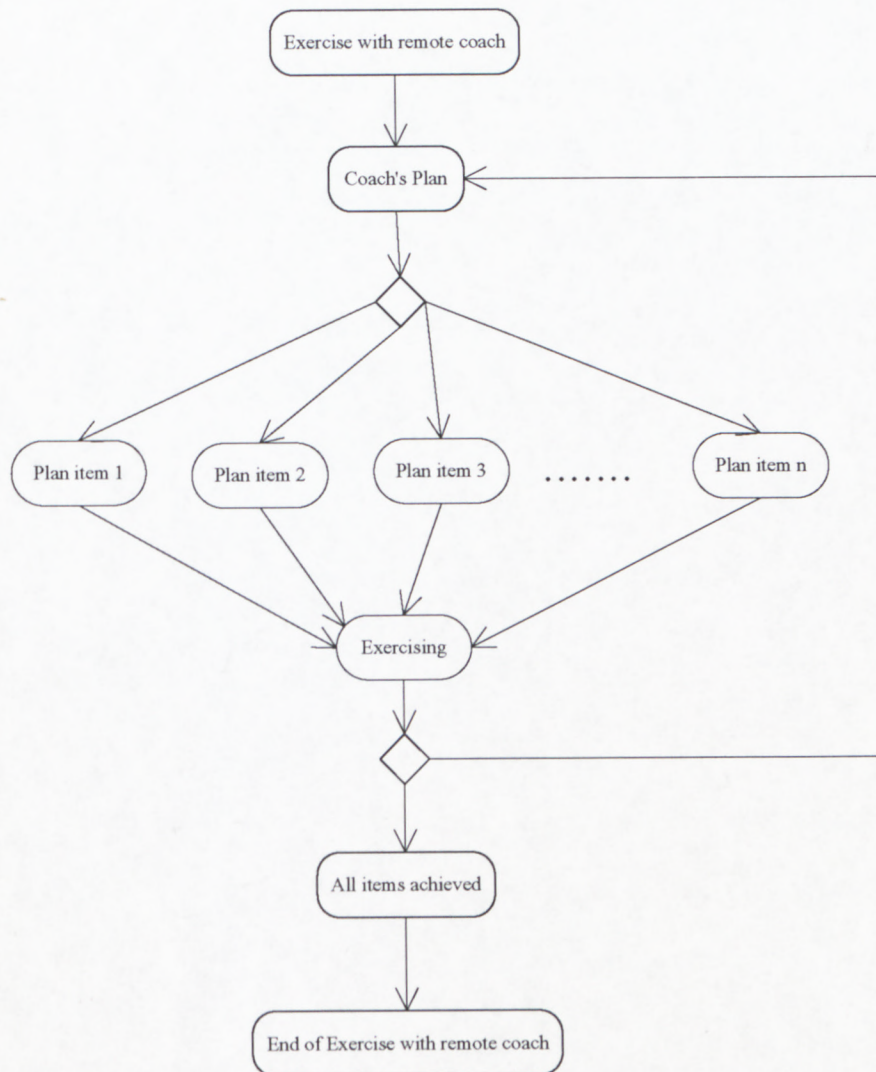 Exercise with remote coach
Coach's Plan
Plan item 1
Plan item 2
Plan item 3
.......
Plan item n
Exercising
All items achieved
End of Exercise with remote coach